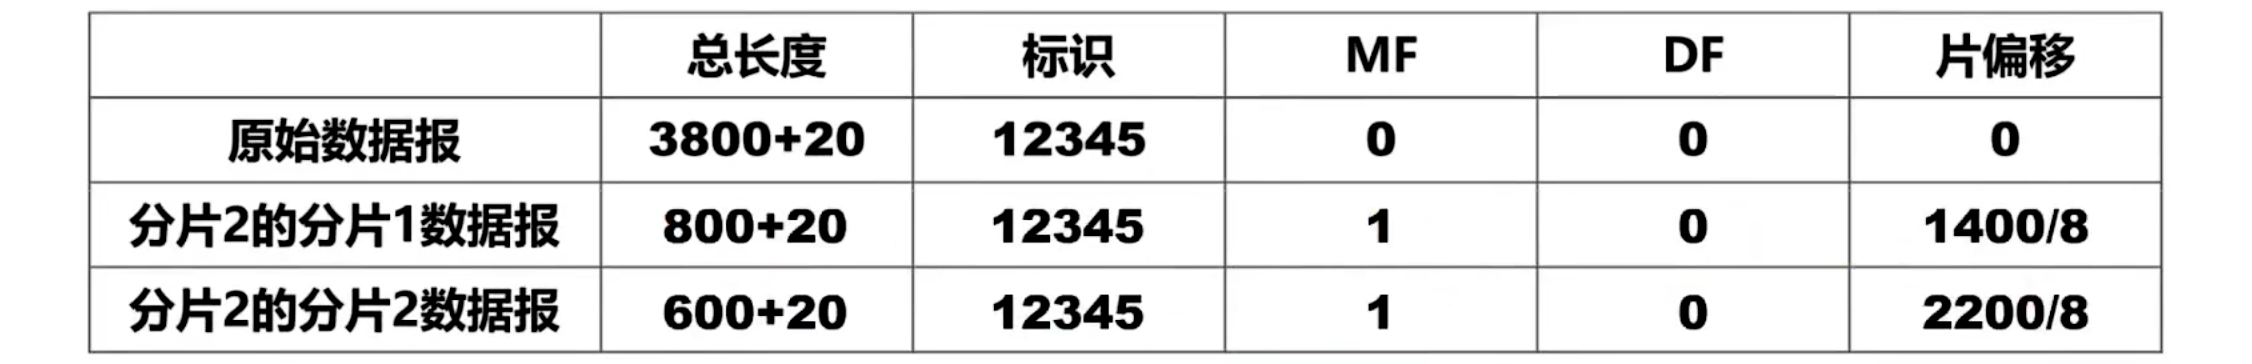 总长度 标识 MF DF 片偏移
原始数据报 3800+20 12345 0 0 0
分片2的分片1数据报 800+20 12345 1 0 1400/8
分片2的分片2数据报 600+20 12345 1 0 2200/8